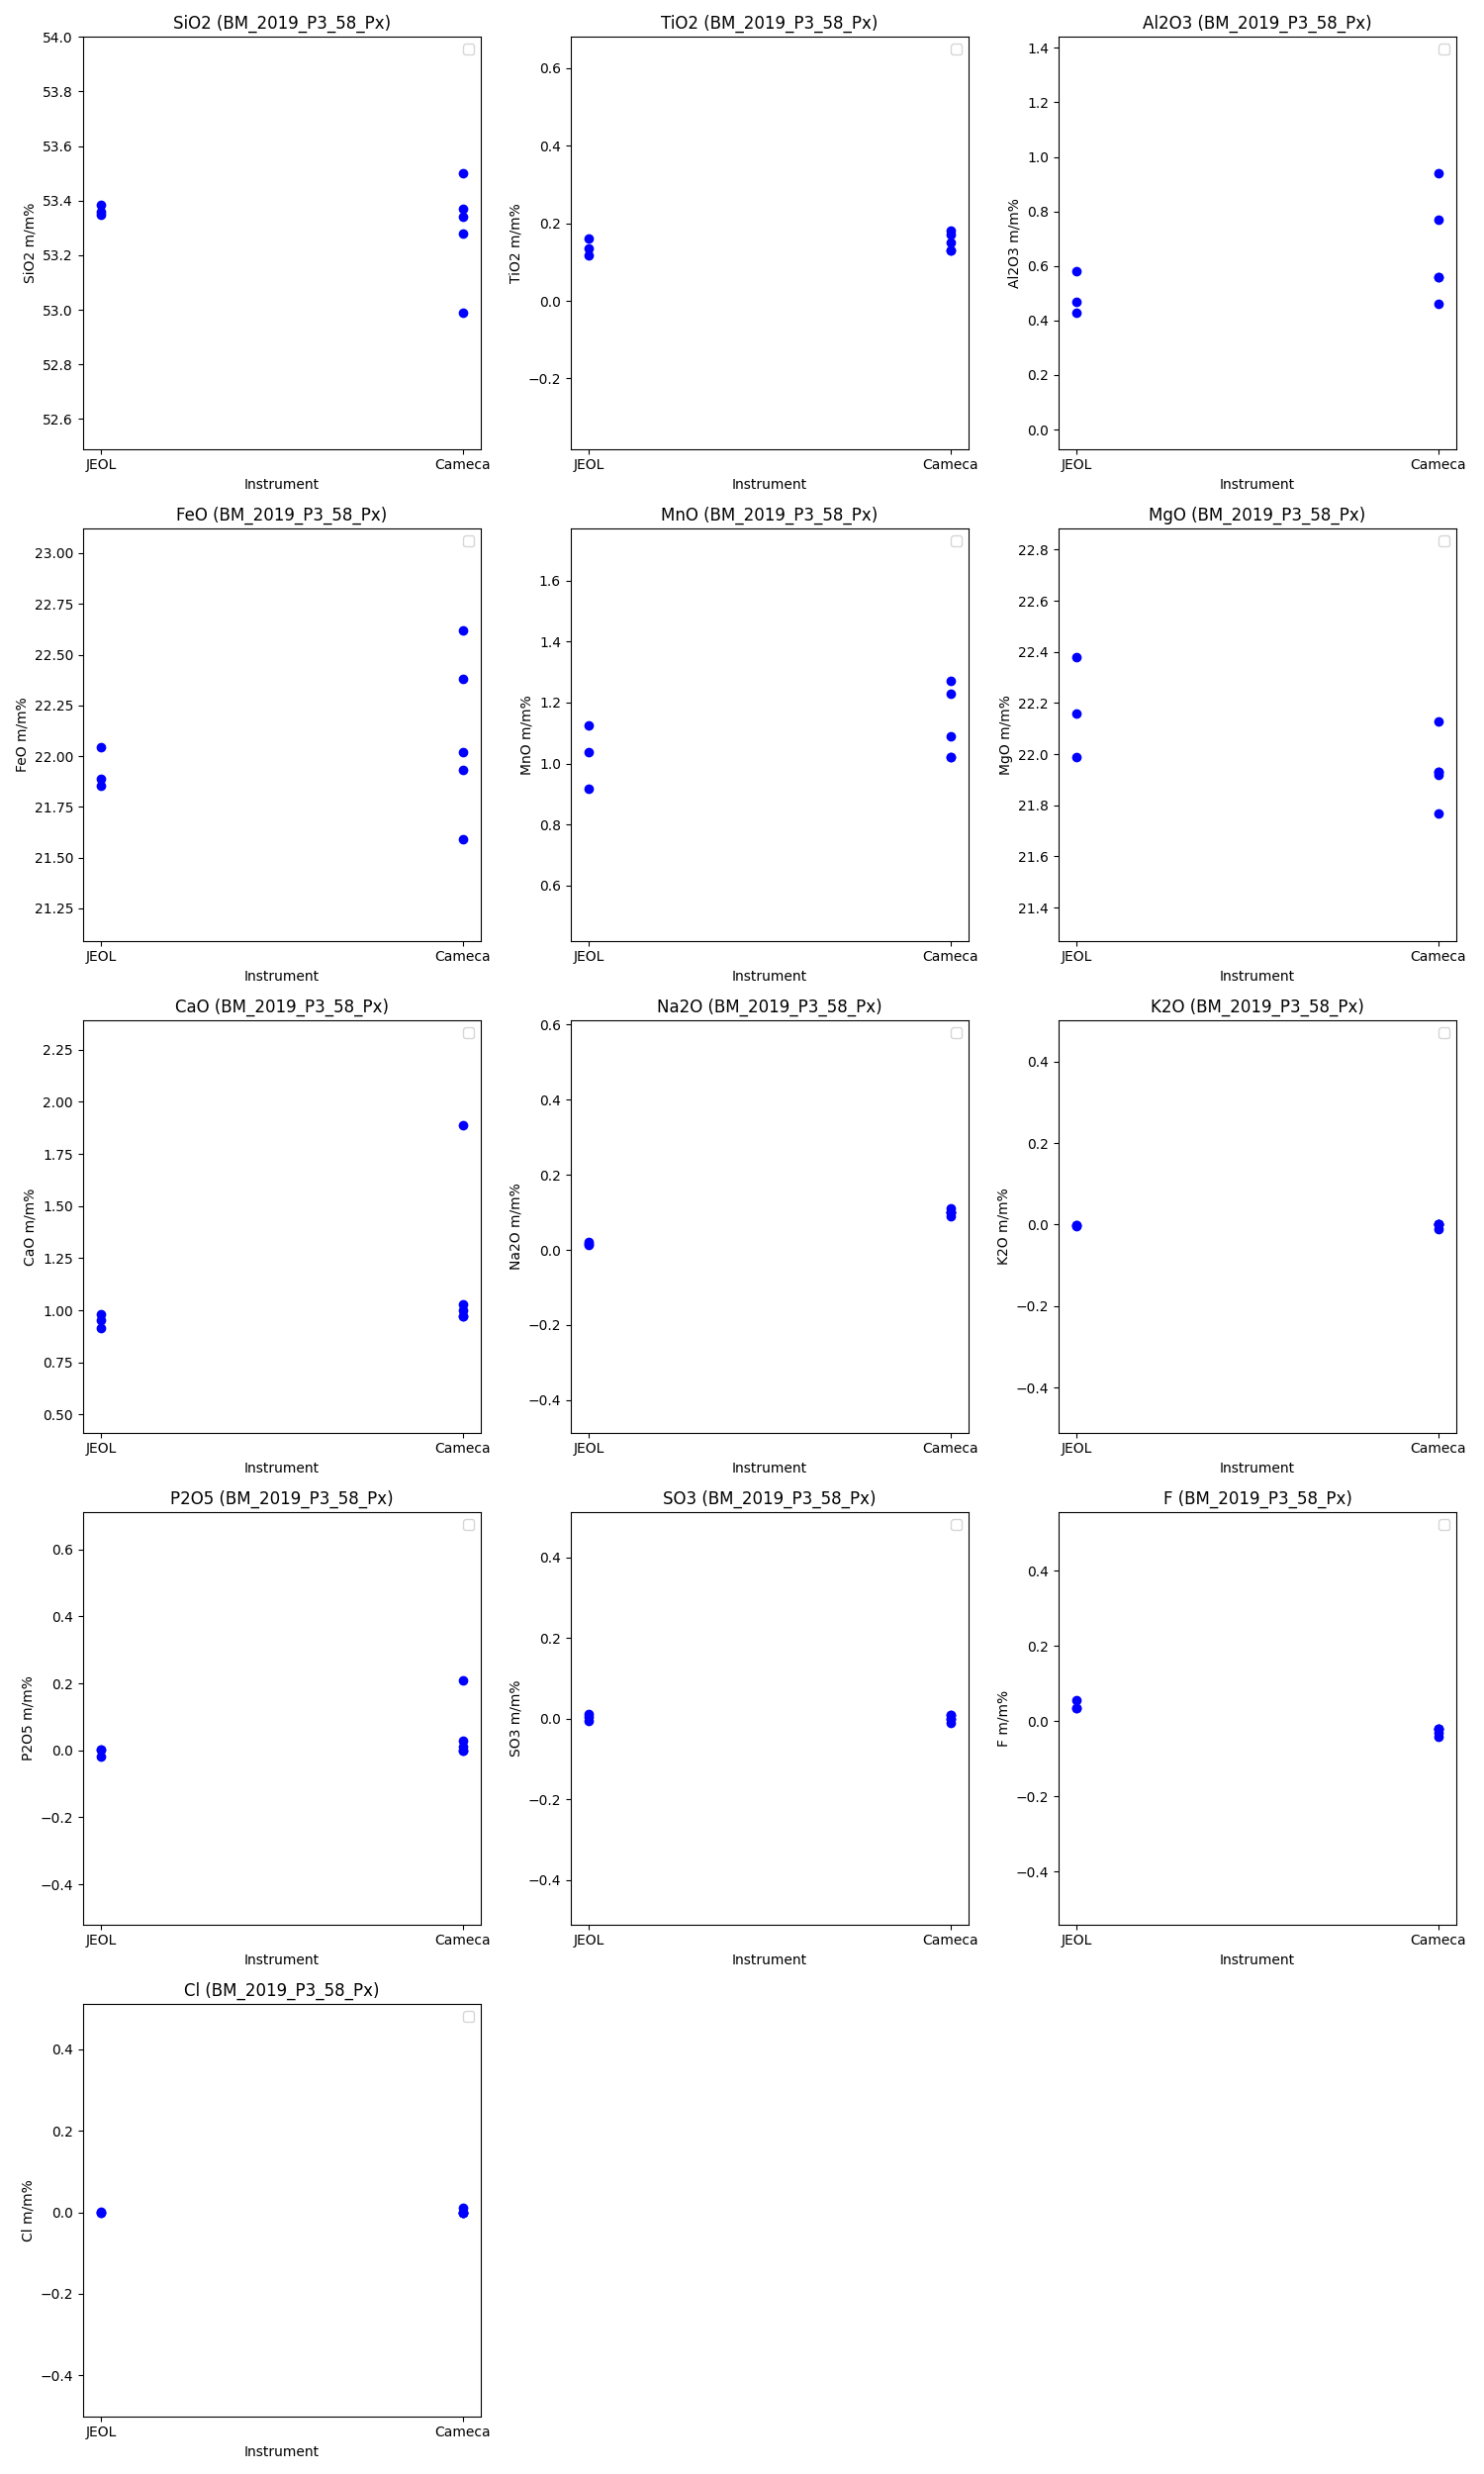 SiO2 (BM_2019_P3_58_Px)
54.0
53.8
53.6
53.4
53.2
53.0
52.8
52.6
SiO2 m/m%
JEOL Cameca
Instrument
TiO2 (BM_2019_P3_58_Px)
0.6
0.4
0.2
0.0
−0.2
TiO2 m/m%
JEOL Cameca
Instrument
Al2O3 (BM_2019_P3_58_Px)
1.4
1.2
1.0
0.8
0.6
0.4
0.2
0.0
Al2O3 m/m%
JEOL Cameca
Instrument
FeO (BM_2019_P3_58_Px)
23.00
22.75
22.50
22.25
22.00
21.75
21.50
21.25
FeO m/m%
JEOL Cameca
Instrument
MnO (BM_2019_P3_58_Px)
1.6
1.4
1.2
1.0
0.8
0.6
MnO m/m%
JEOL Cameca
Instrument
MgO (BM_2019_P3_58_Px)
22.8
22.6
22.4
22.2
22.0
21.8
21.6
21.4
MgO m/m%
JEOL Cameca
Instrument
CaO (BM_2019_P3_58_Px)
2.25
2.00
1.75
1.50
1.25
1.00
0.75
0.50
CaO m/m%
JEOL Cameca
Instrument
Na2O (BM_2019_P3_58_Px)
0.6
0.4
0.2
0.0
−0.2
−0.4
Na2O m/m%
JEOL Cameca
Instrument
K2O (BM_2019_P3_58_Px)
0.4
0.2
0.0
−0.2
−0.4
K2O m/m%
JEOL Cameca
Instrument
P2O5 (BM_2019_P3_58_Px)
0.6
0.4
0.2
0.0
−0.2
−0.4
P2O5 m/m%
JEOL Cameca
Instrument
SO3 (BM_2019_P3_58_Px)
0.4
0.2
0.0
−0.2
−0.4
SO3 m/m%
JEOL Cameca
Instrument
F (BM_2019_P3_58_Px)
0.4
0.2
0.0
−0.2
−0.4
F m/m%
JEOL Cameca
Instrument
Cl (BM_2019_P3_58_Px)
0.4
0.2
0.0
−0.2
−0.4
Cl m/m%
JEOL Cameca
Instrument